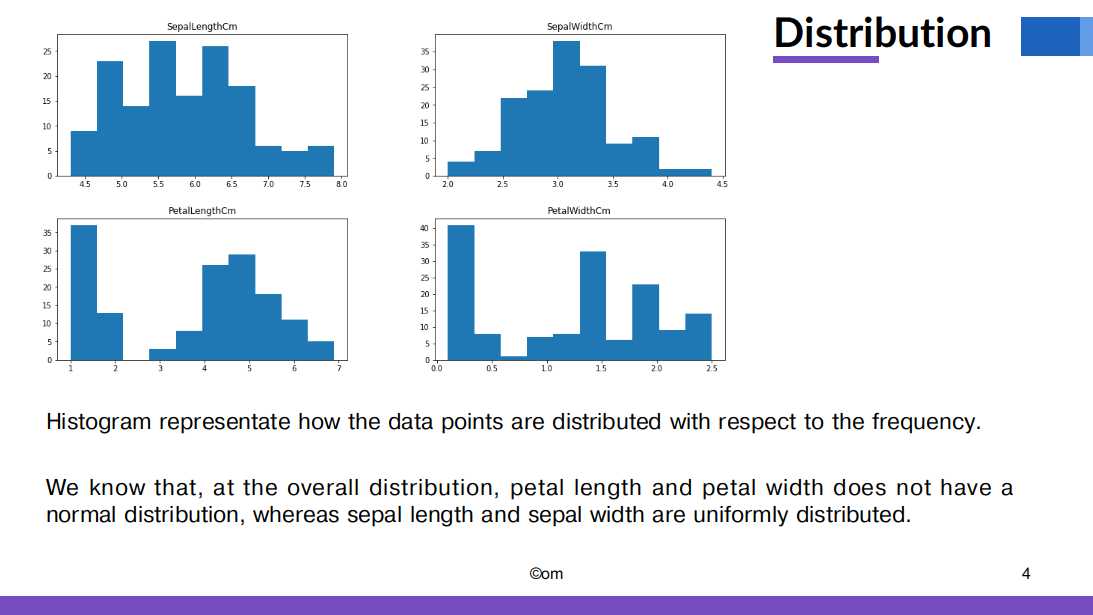 Distribution
SepalLengthCm
25
20
15
10
5
0
4.5 5.0 5.5 6.0 6.5 7.0 7.5 8.0
SepalWidthCm
35
30
25
20
15
10
5
0
2.0 2.5 3.0 3.5 4.0 4.5
PetalLengthCm
35
30
25
20
15
10
5
0
1 2 3 4 5 6 7
PetalWidthCm
40
35
30
25
20
15
10
5
0
0.0 0.5 1.0 1.5 2.0 2.5
Histogram representate how the data points are distributed with respect to the frequency.
We know that, at the overall distribution, petal length and petal width does not have a
normal distribution, whereas sepal length and sepal width are uniformly distributed.
©om
4